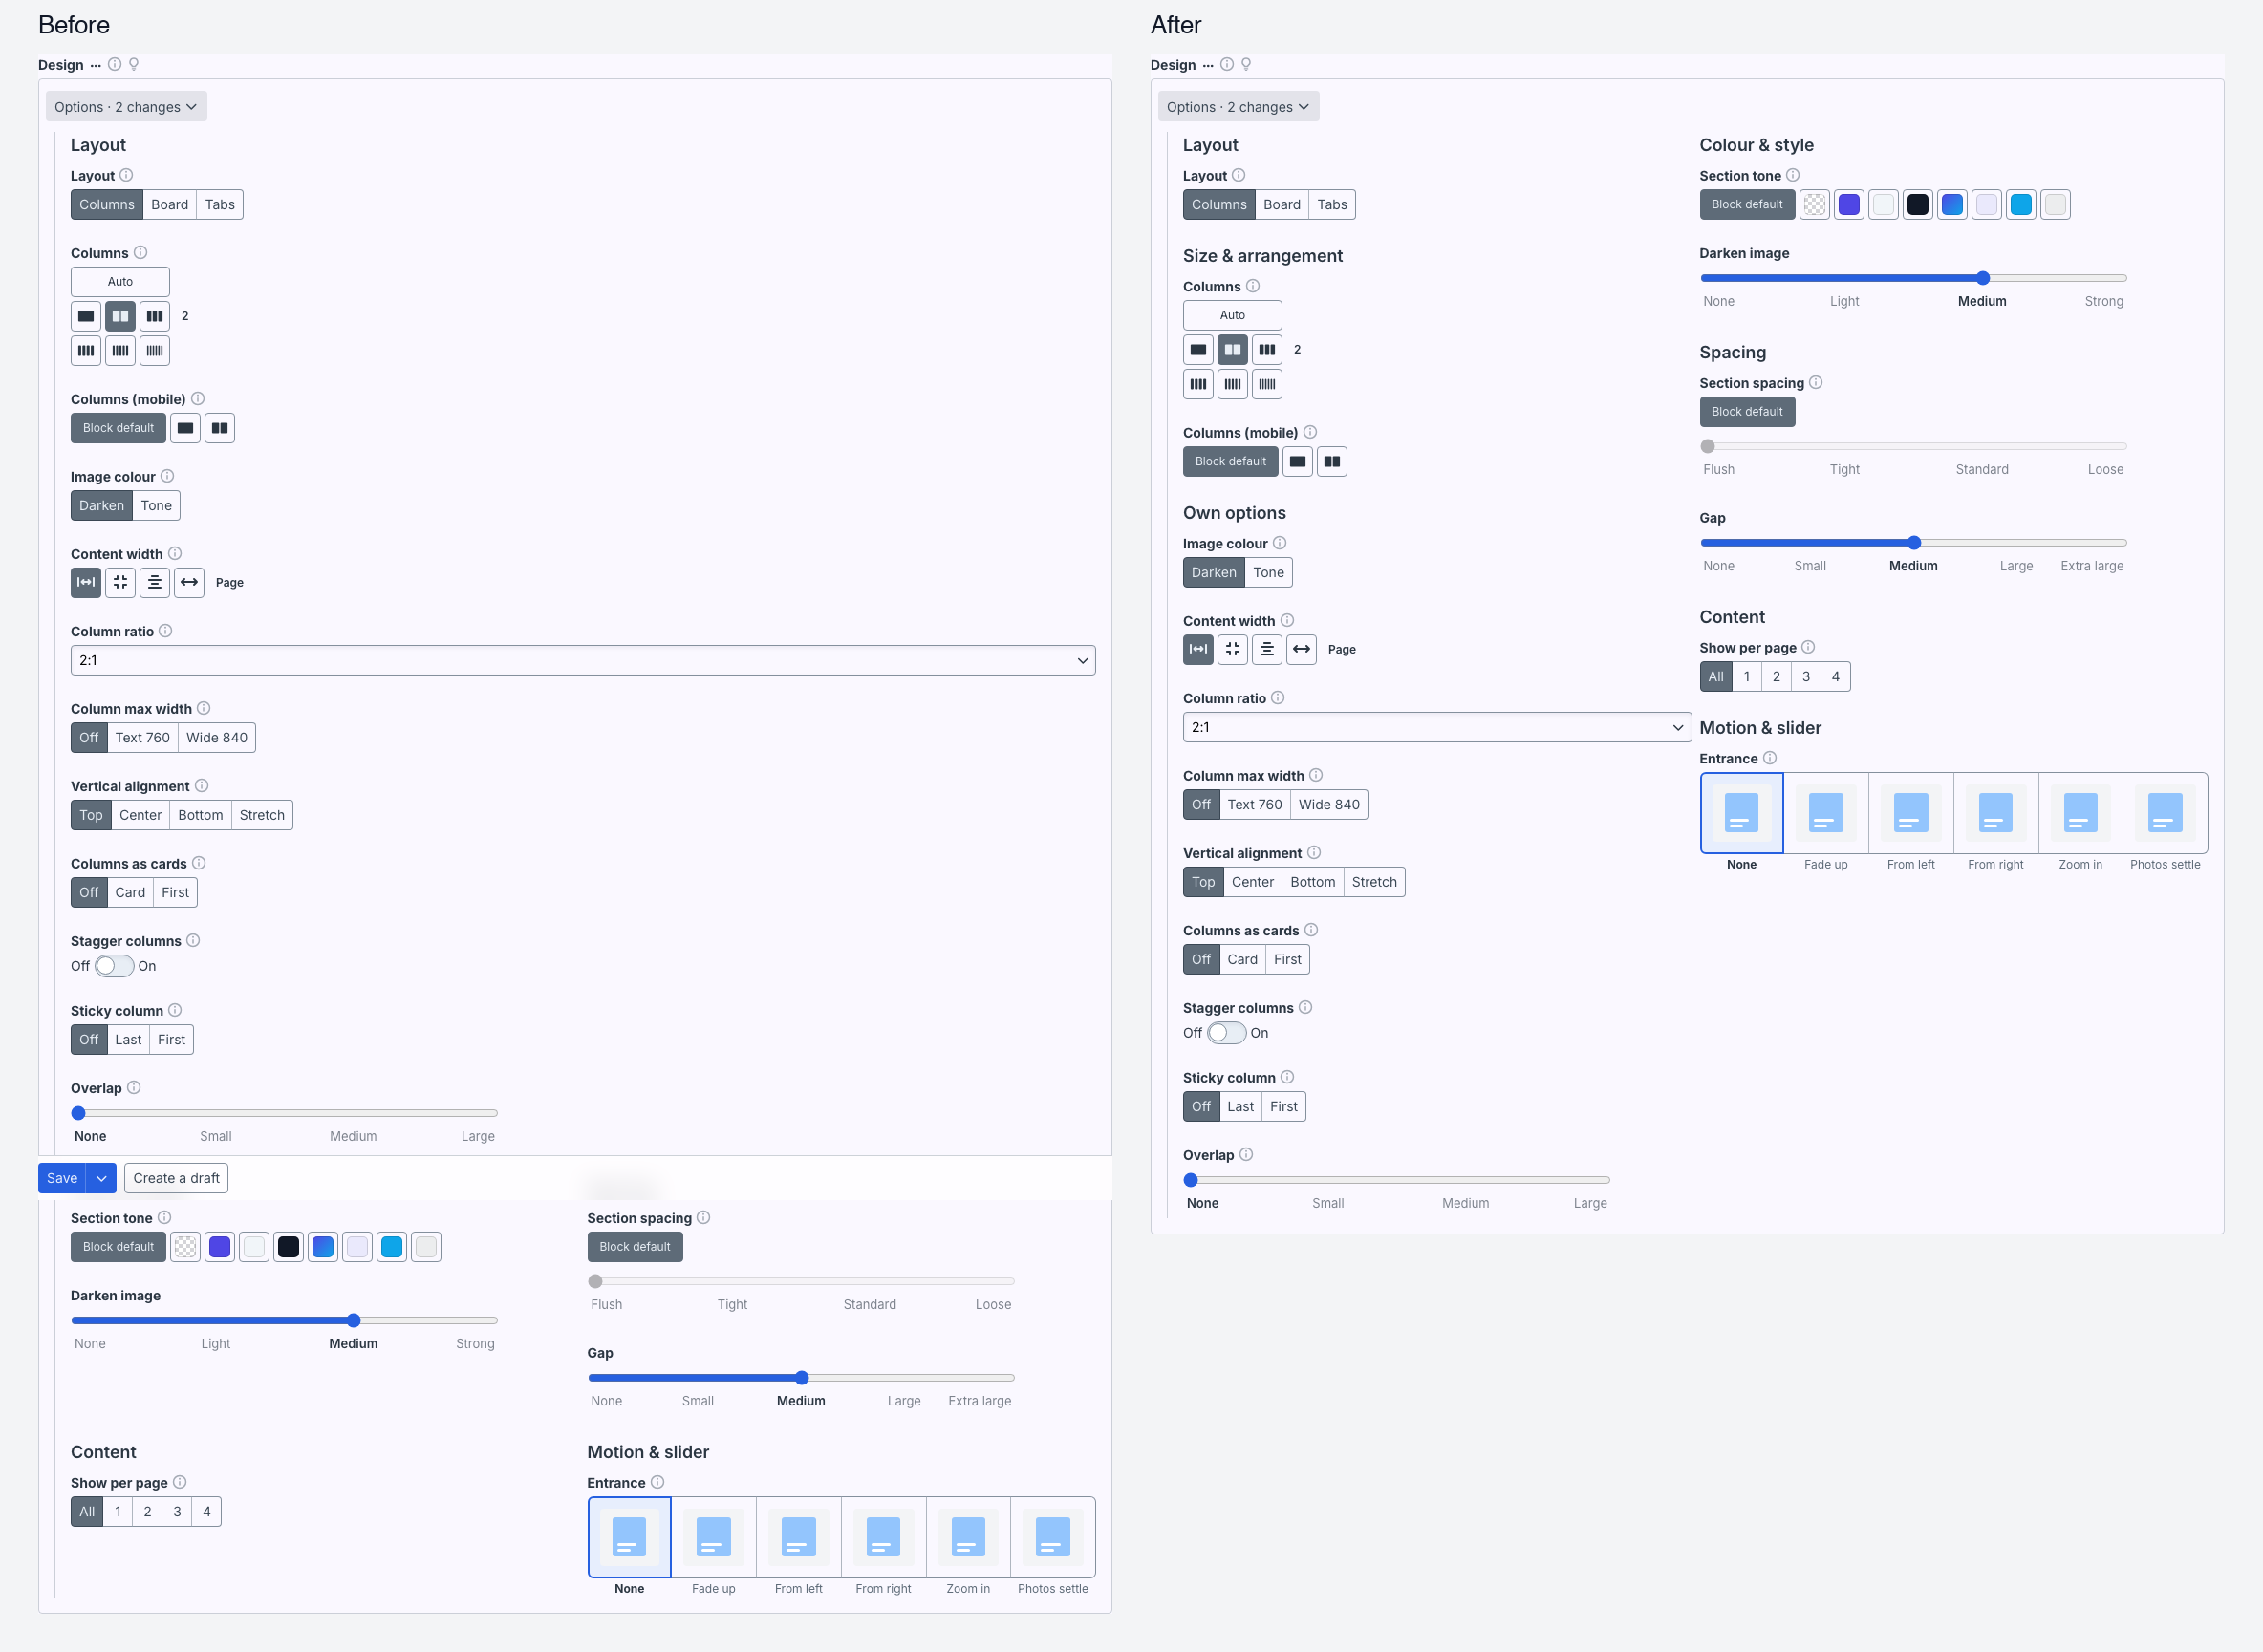 Before
Design ...
Options · 2 changes
Layout
Layout
Columns Board Tabs
Columns
Auto
2
Columns (mobile)
Block default
Image colour
Darken Tone
Content width
Page
Column ratio
2:1
Column max width
Off Text 760 Wide 840
Vertical alignment
Top Center Bottom Stretch
Columns as cards
Off Card First
Stagger columns
Off On
Sticky column
Off Last First
Overlap
None Small Medium Large
Save Create a draft
Section tone
Block default
Darken image
None Light Medium Strong
Section spacing
Block default
Flush Tight Standard Loose
Gap
None Small Medium Large Extra large
Content
Show per page
All 1 2 3 4
Motion & slider
Entrance
None Fade up From left From right Zoom in Photos settle
After
Design ...
Options · 2 changes
Layout
Layout
Columns Board Tabs
Size & arrangement
Columns
Auto
2
Columns (mobile)
Block default
Own options
Image colour
Darken Tone
Content width
Page
Column ratio
2:1
Column max width
Off Text 760 Wide 840
Vertical alignment
Top Center Bottom Stretch
Columns as cards
Off Card First
Stagger columns
Off On
Sticky column
Off Last First
Overlap
None Small Medium Large
Colour & style
Section tone
Block default
Darken image
None Light Medium Strong
Spacing
Section spacing
Block default
Flush Tight Standard Loose
Gap
None Small Medium Large Extra large
Content
Show per page
All 1 2 3 4
Motion & slider
Entrance
None Fade up From left From right Zoom in Photos settle